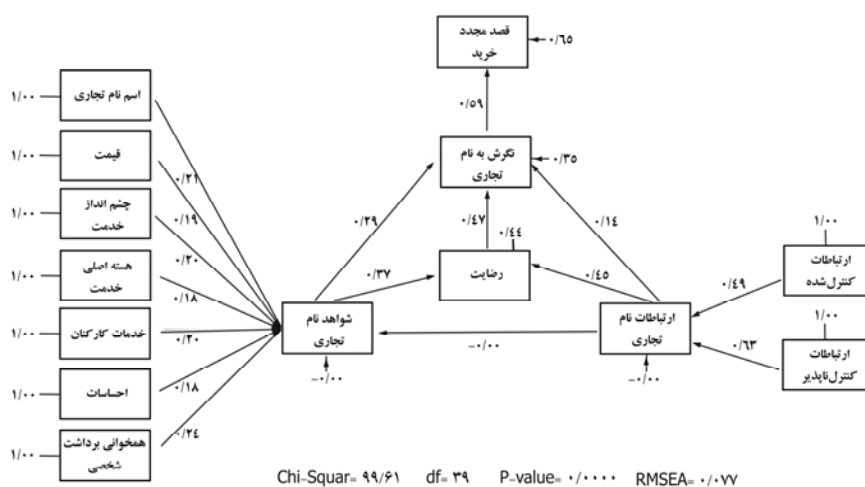 قصد مجدد
خرید
۰/۶۵
۰/۵۹
نگرش به نام
تجاری
۰/۳۵
۰/۲۹
۰/۴۷
۰/۱۴
رضایت
۰/۴۴
۰/۳۷
۰/۴۵
شواهد نام
تجاری
-۰/۰۰
-۰/۰۰
ارتباطات نام
تجاری
-۰/۰۰
۰/۴۹
۰/۶۳
۱/۰۰
ارتباطات
کنترل‌شده
۱/۰۰
ارتباطات
کنترل‌ناپذیر
۱/۰۰
اسم نام تجاری
۰/۲۱
۱/۰۰
قیمت
۰/۱۹
۱/۰۰
چشم انداز
خدمت
۰/۲۰
۱/۰۰
هسته اصلی
خدمت
۰/۱۸
۱/۰۰
خدمات کارکنان
۰/۲۰
۱/۰۰
احساسات
۰/۱۸
۱/۰۰
همخوانی برداشت
شخصی
۰/۲۴
Chi-Squar= ۹۹/۶۱ df= ۳۹ P-value= ۰/۰۰۰۰ RMSEA= ۰/۰۷۷